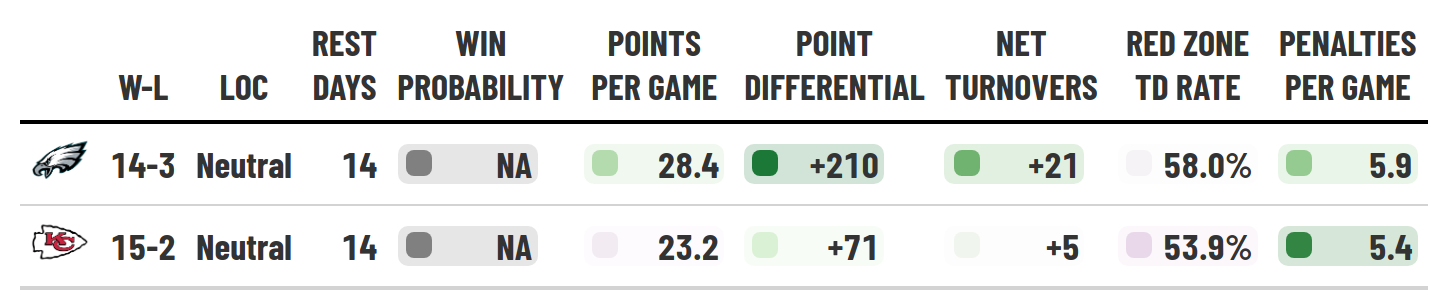 W-L LOC REST DAYS WIN PROBABILITY POINTS PER GAME POINT DIFFERENTIAL NET TURNOVERS RED ZONE TD RATE PENALTIES PER GAME
14-3 Neutral 14 NA 28.4 +210 +21 58.0% 5.9
KC 15-2 Neutral 14 NA 23.2 +71 +5 53.9% 5.4